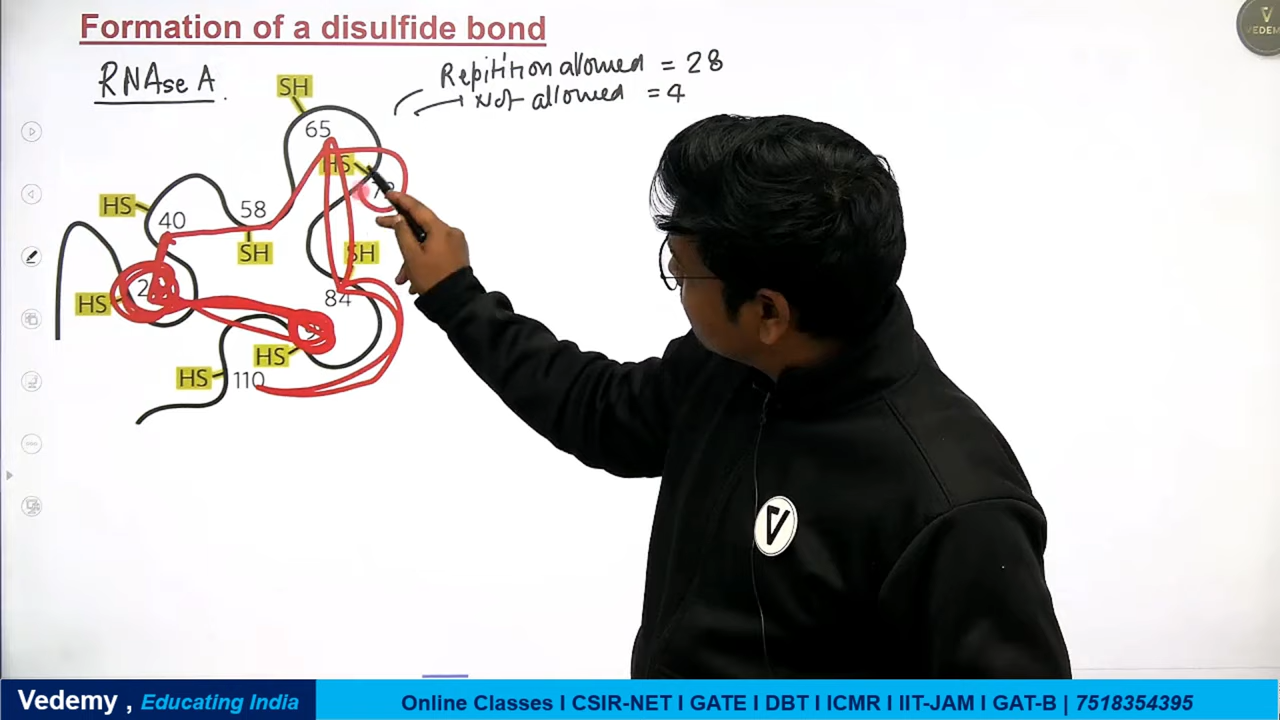 Formation of a disulfide bond
VEDEM
RNAse A.
Repitition allowed = 28
Not allowed = 4
SH
65
HS
HS
40
58
SH
SH
HS
84
HS
HS
110
V
Vedemy , Educating India
Online Classes I CSIR-NET I GATE I DBT I ICMR I IIT-JAM I GAT-B | 7518354395